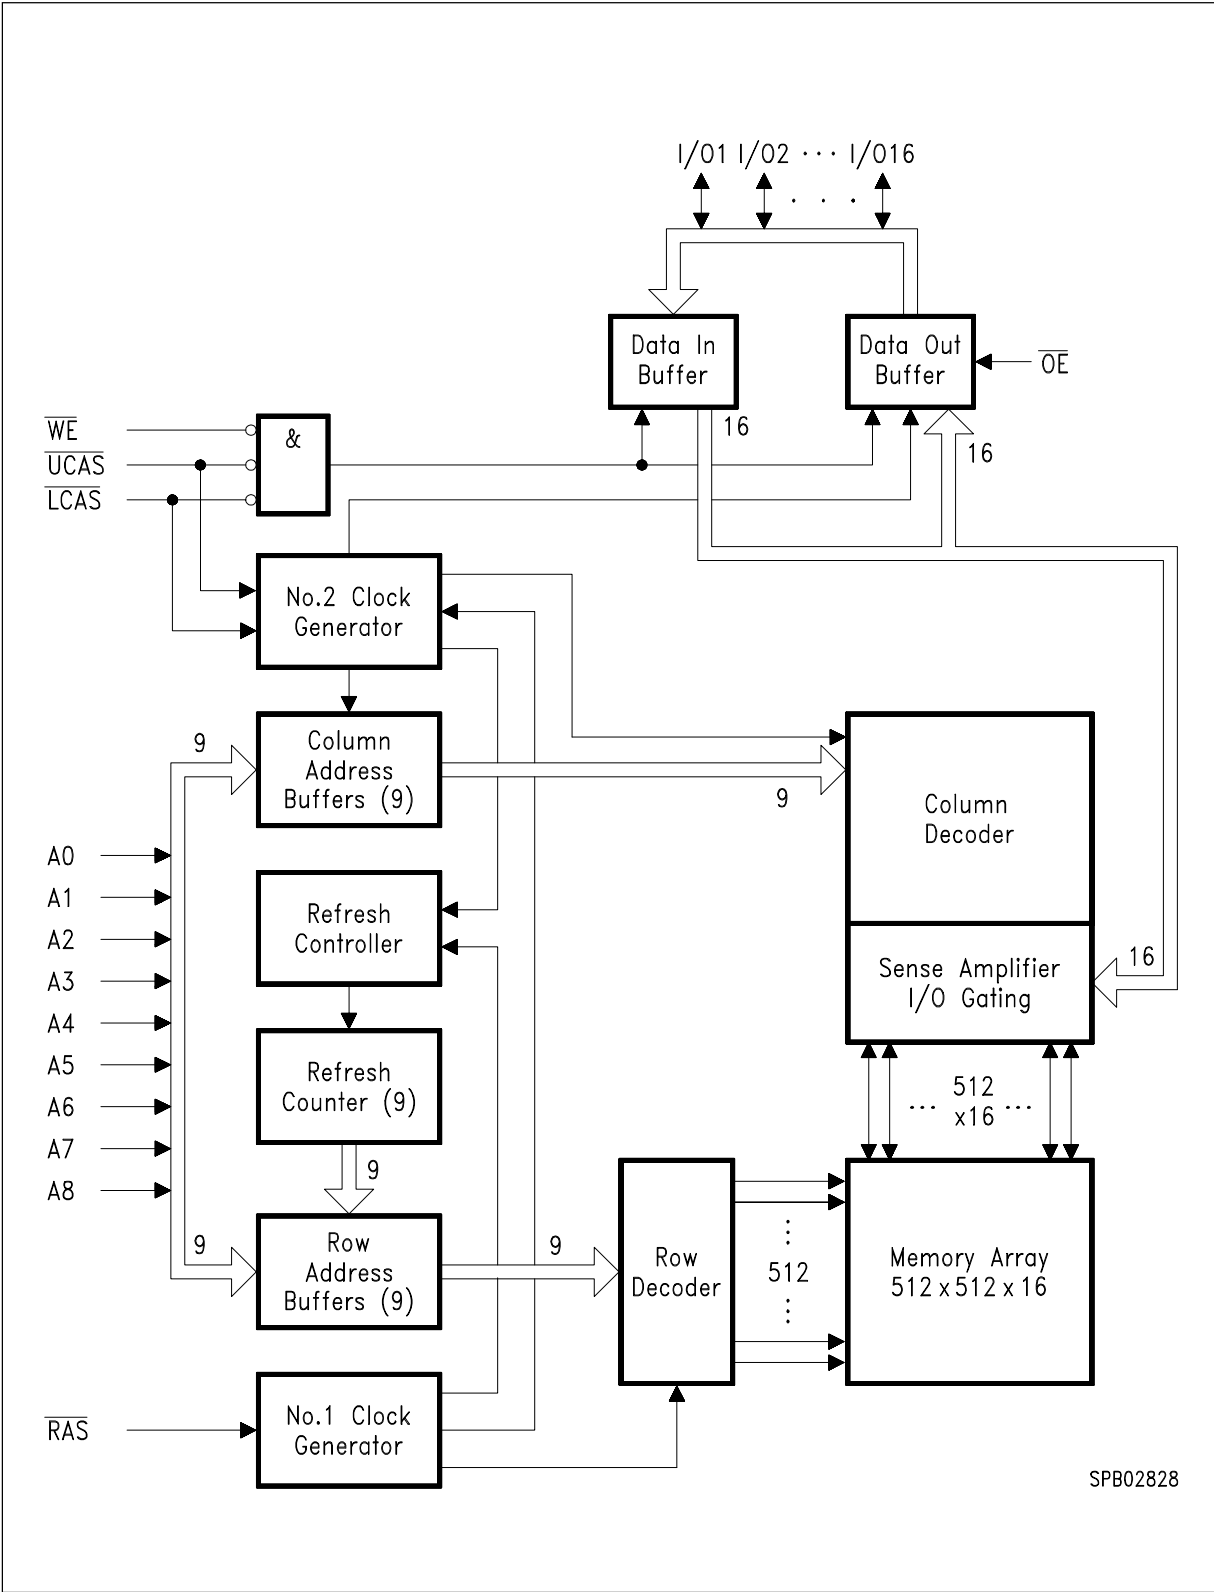 I/O1 I/O2 ··· I/O16
Data In
Buffer
Data Out
Buffer
OE
16
16
WE
UCAS
LCAS
&
No.2 Clock
Generator
9
Column
Address
Buffers (9)
9
Column
Decoder
A0
A1
A2
A3
A4
A5
A6
A7
A8
Refresh
Controller
Sense Amplifier
I/O Gating
16
Refresh
Counter (9)
512
x16
9
9
Row
Address
Buffers (9)
9
Row
Decoder
512
Memory Array
512 x 512 x 16
RAS
No.1 Clock
Generator
SPB02828